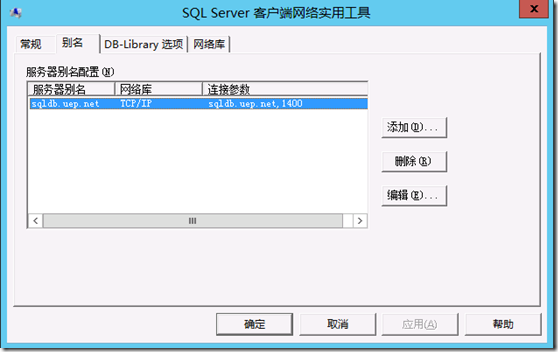 SQL Server 客户端网络实用工具
x
常规 别名 DB-Library 选项 网络库
服务器别名配置(N)
服务器别名 网络库 连接参数
sqldb.uep.net TCP/IP sqldb.uep.net,1400
添加(D)...
删除(R)
编辑(E)...
确定 取消 应用(A) 帮助